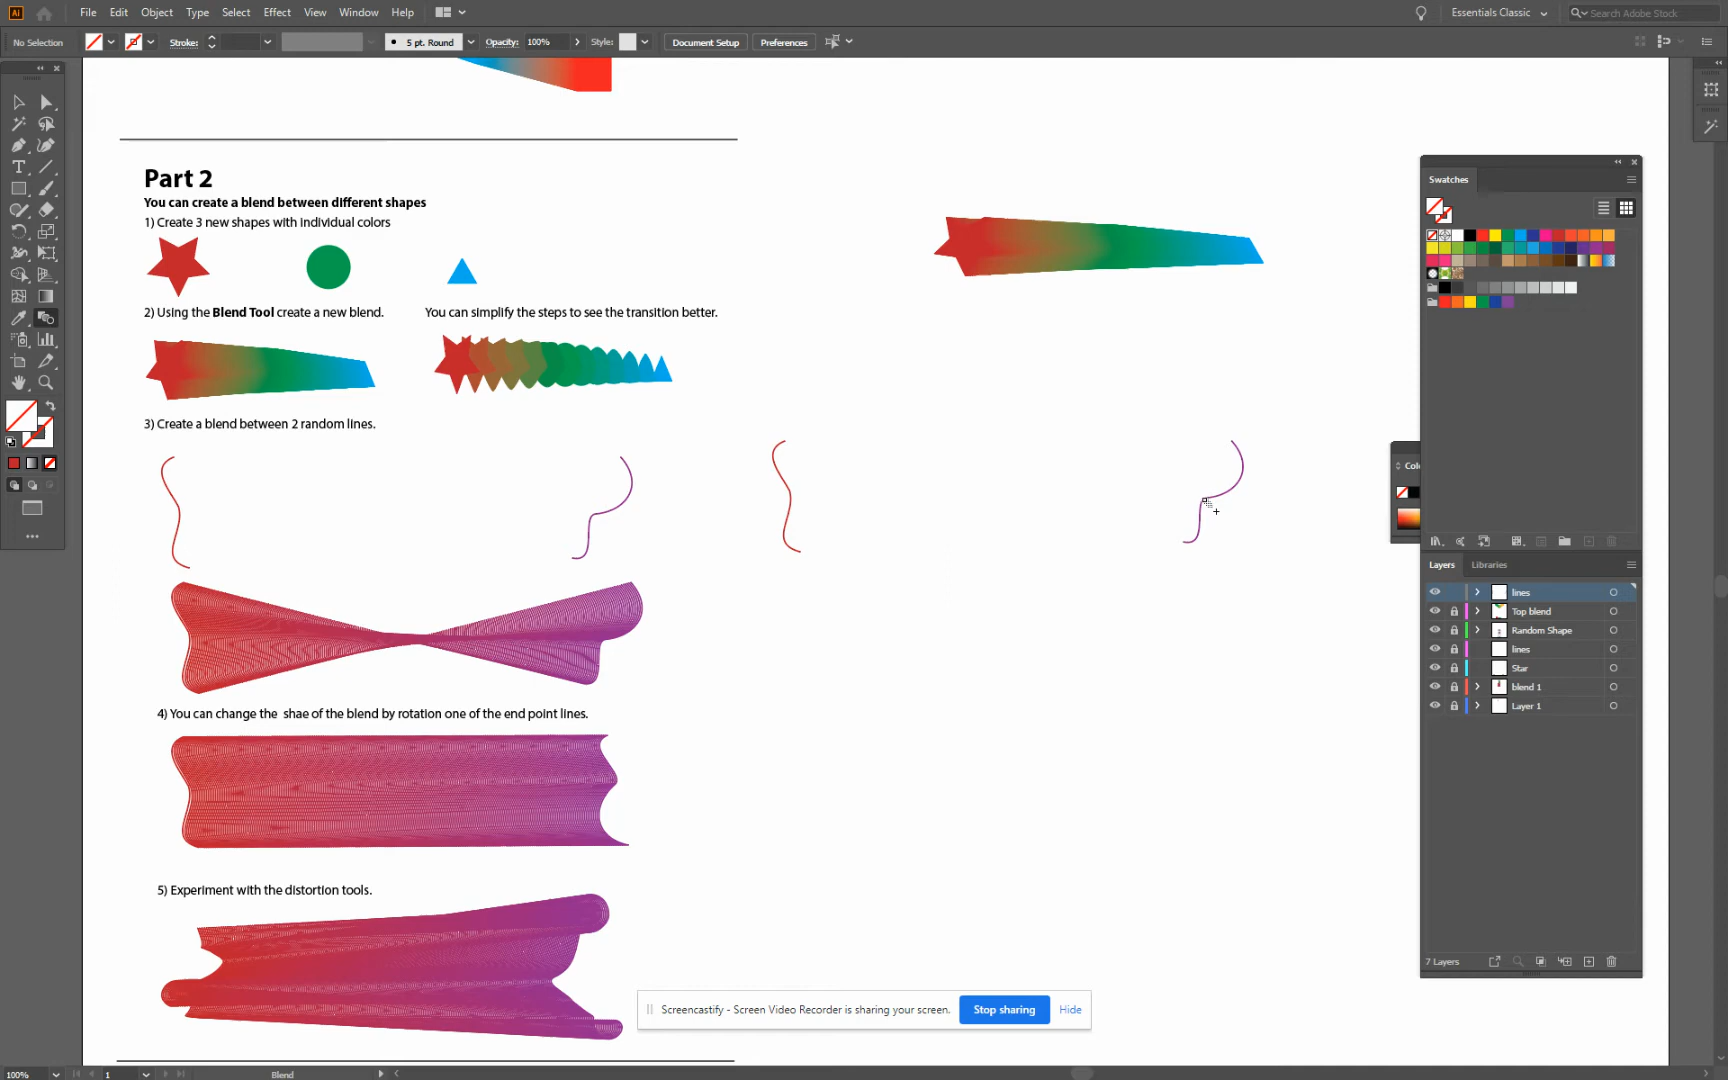 Ai File Edit Object Type Select Effect View Window Help Essentials Classic Search Adobe Stock
No Selection Stroke: 5 pt. Round Opacity: 100% Style: Document Setup Preferences
Part 2
You can create a blend between different shapes
1) Create 3 new shapes with individual colors
2) Using the Blend Tool create a new blend. You can simplify the steps to see the transition better.
3) Create a blend between 2 random lines.
4) You can change the shae of the blend by rotation one of the end point lines.
5) Experiment with the distortion tools.
Swatches
Colo
Layers Libraries
lines
Top blend
Random Shape
lines
Star
blend 1
Layer 1
7 Layers
Screencastify - Screen Video Recorder is sharing your screen. Stop sharing Hide
100% 1 Blend